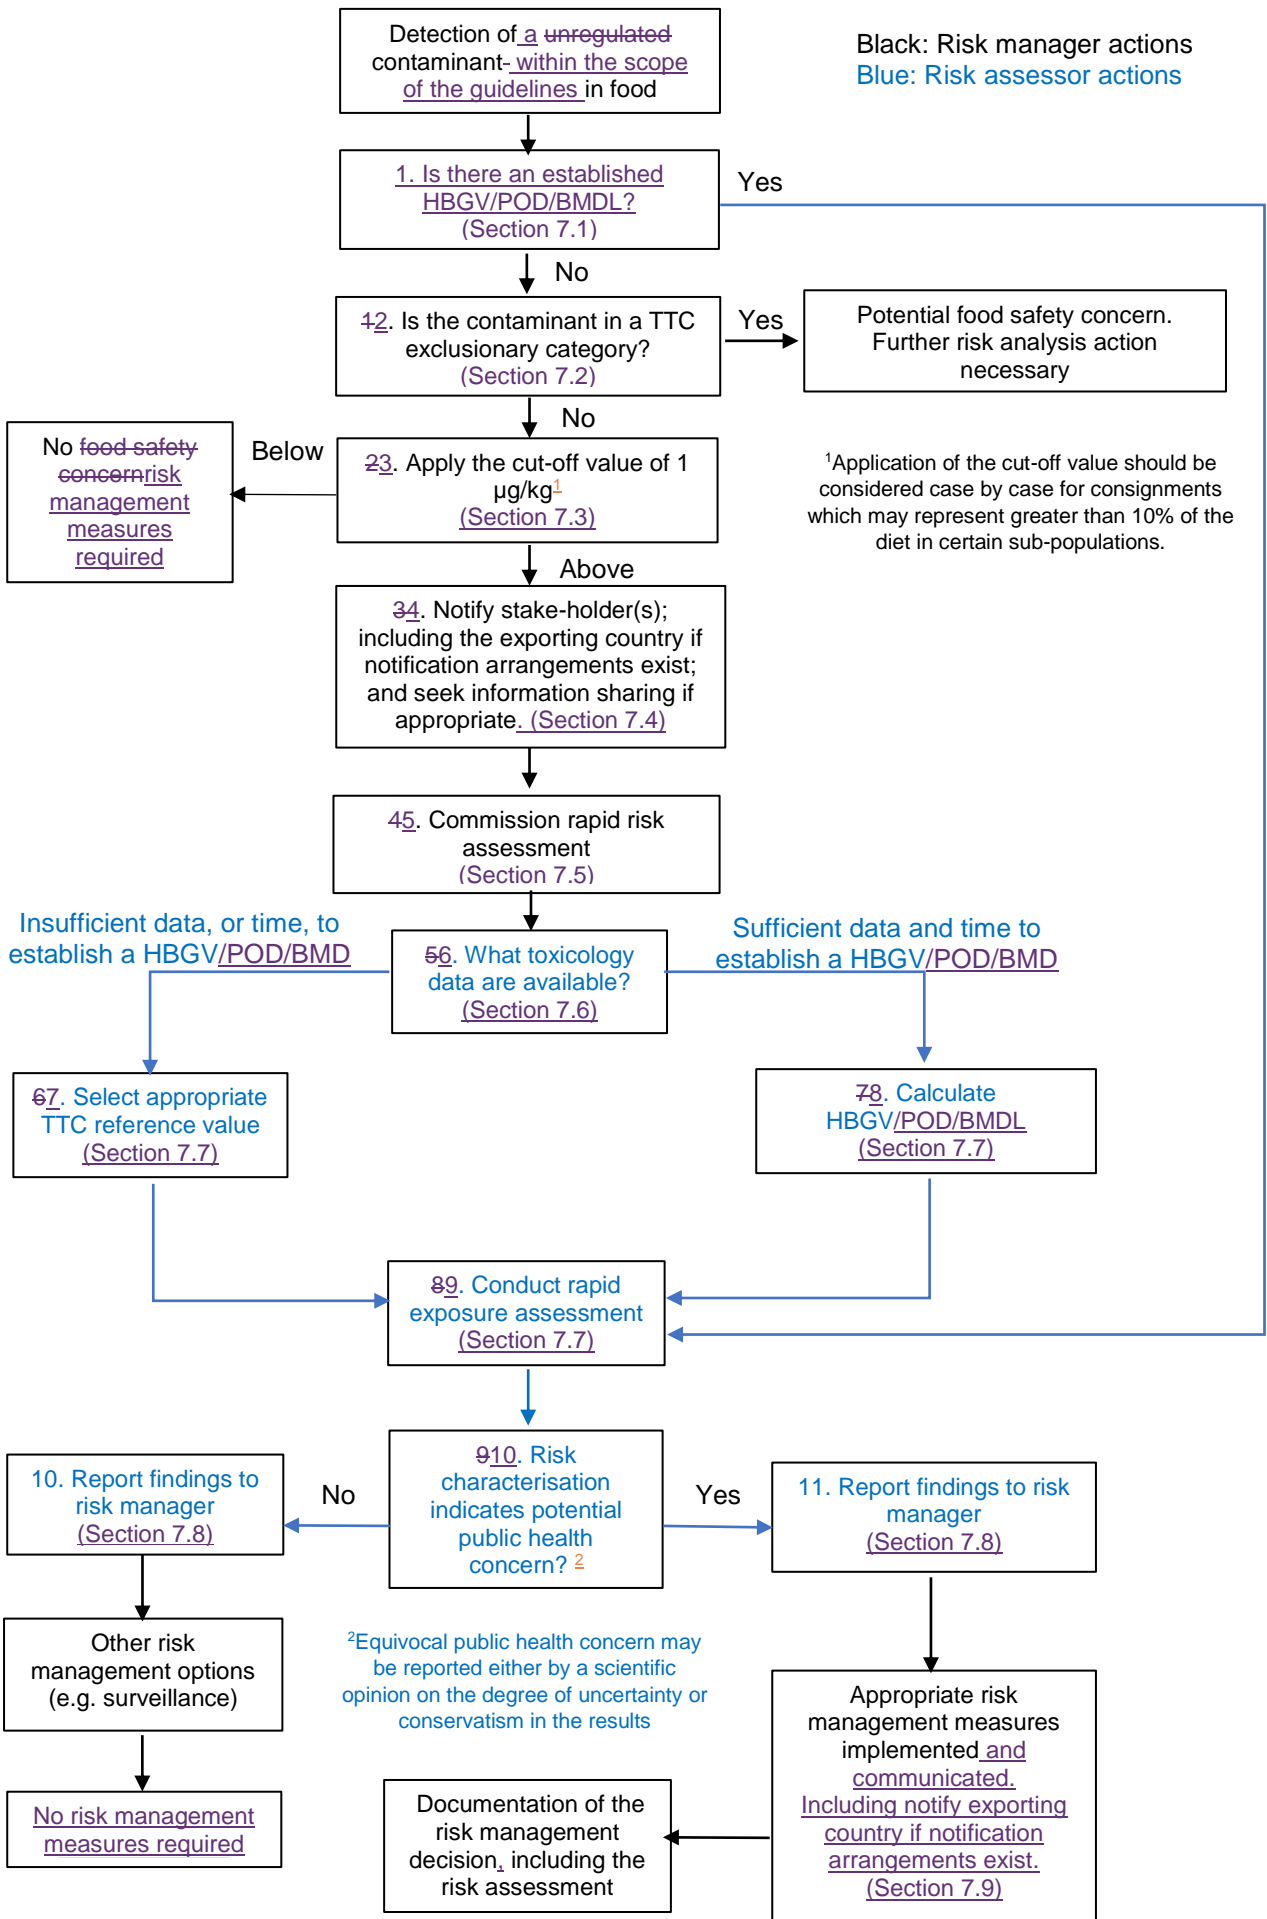 Detection of a unregulated
contaminant- within the scope
of the guidelines in food
Black: Risk manager actions
Blue: Risk assessor actions
1. Is there an established
HBGV/POD/BMDL?
(Section 7.1)
Yes
No
12. Is the contaminant in a TTC
exclusionary category?
(Section 7.2)
Yes
Potential food safety concern.
Further risk analysis action
necessary
No
No food safety
concernrisk
management
measures
required
Below
23. Apply the cut-off value of 1
µg/kg1
(Section 7.3)
1Application of the cut-off value should be
considered case by case for consignments
which may represent greater than 10% of the
diet in certain sub-populations.
Above
34. Notify stake-holder(s);
including the exporting country if
notification arrangements exist;
and seek information sharing if
appropriate. (Section 7.4)
45. Commission rapid risk
assessment
(Section 7.5)
Insufficient data, or time, to
establish a HBGV/POD/BMD
56. What toxicology
data are available?
(Section 7.6)
Sufficient data and time to
establish a HBGV/POD/BMD
67. Select appropriate
TTC reference value
(Section 7.7)
78. Calculate
HBGV/POD/BMDL
(Section 7.7)
89. Conduct rapid
exposure assessment
(Section 7.7)
910. Risk
characterisation
indicates potential
public health
concern? 2
No
Yes
10. Report findings to
risk manager
(Section 7.8)
11. Report findings to risk
manager
(Section 7.8)
Other risk
management options
(e.g. surveillance)
2Equivocal public health concern may
be reported either by a scientific
opinion on the degree of uncertainty or
conservatism in the results
No risk management
measures required
Documentation of the
risk management
decision, including the
risk assessment
Appropriate risk
management measures
implemented and
communicated.
Including notify exporting
country if notification
arrangements exist.
(Section 7.9)